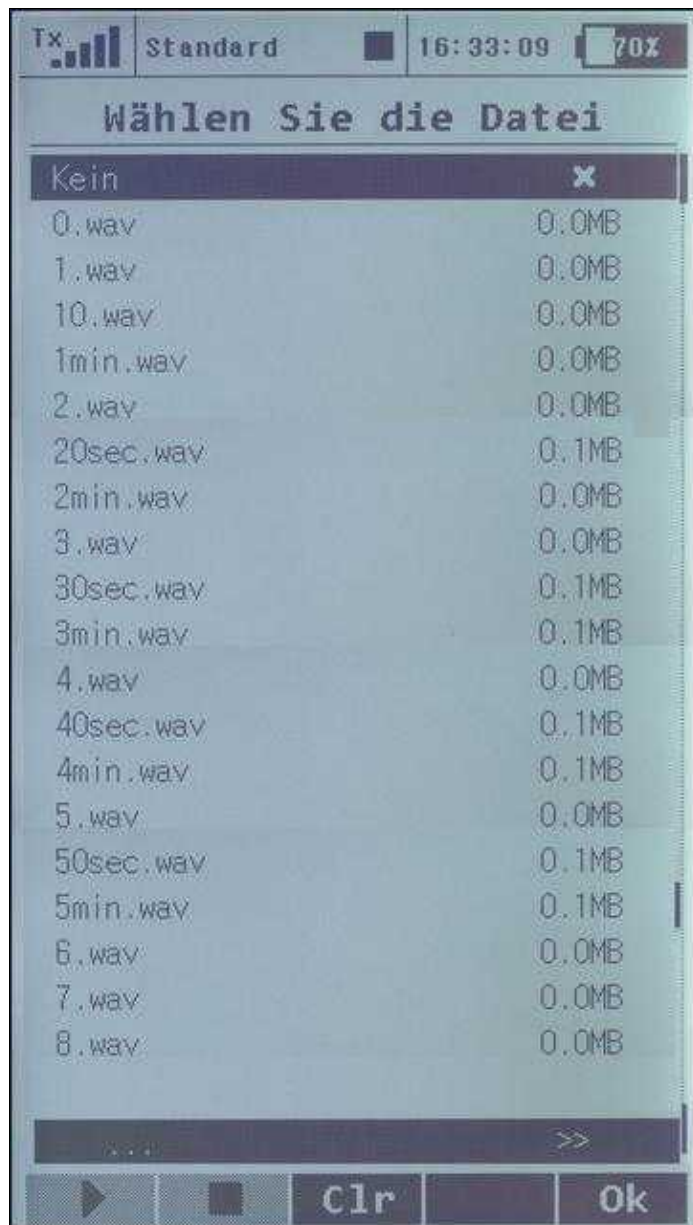 Tx Standard 16:33:09 70%
Wählen Sie die Datei
Kein ×
0.wav 0.0MB
1.wav 0.0MB
10.wav 0.0MB
1min.wav 0.0MB
2.wav 0.0MB
20sec.wav 0.1MB
2min.wav 0.0MB
3.wav 0.0MB
30sec.wav 0.1MB
3min.wav 0.1MB
4.wav 0.0MB
40sec.wav 0.1MB
4min.wav 0.1MB
5.wav 0.0MB
50sec.wav 0.1MB
5min.wav 0.1MB
6.wav 0.0MB
7.wav 0.0MB
8.wav 0.0MB
... >>
Clr Ok